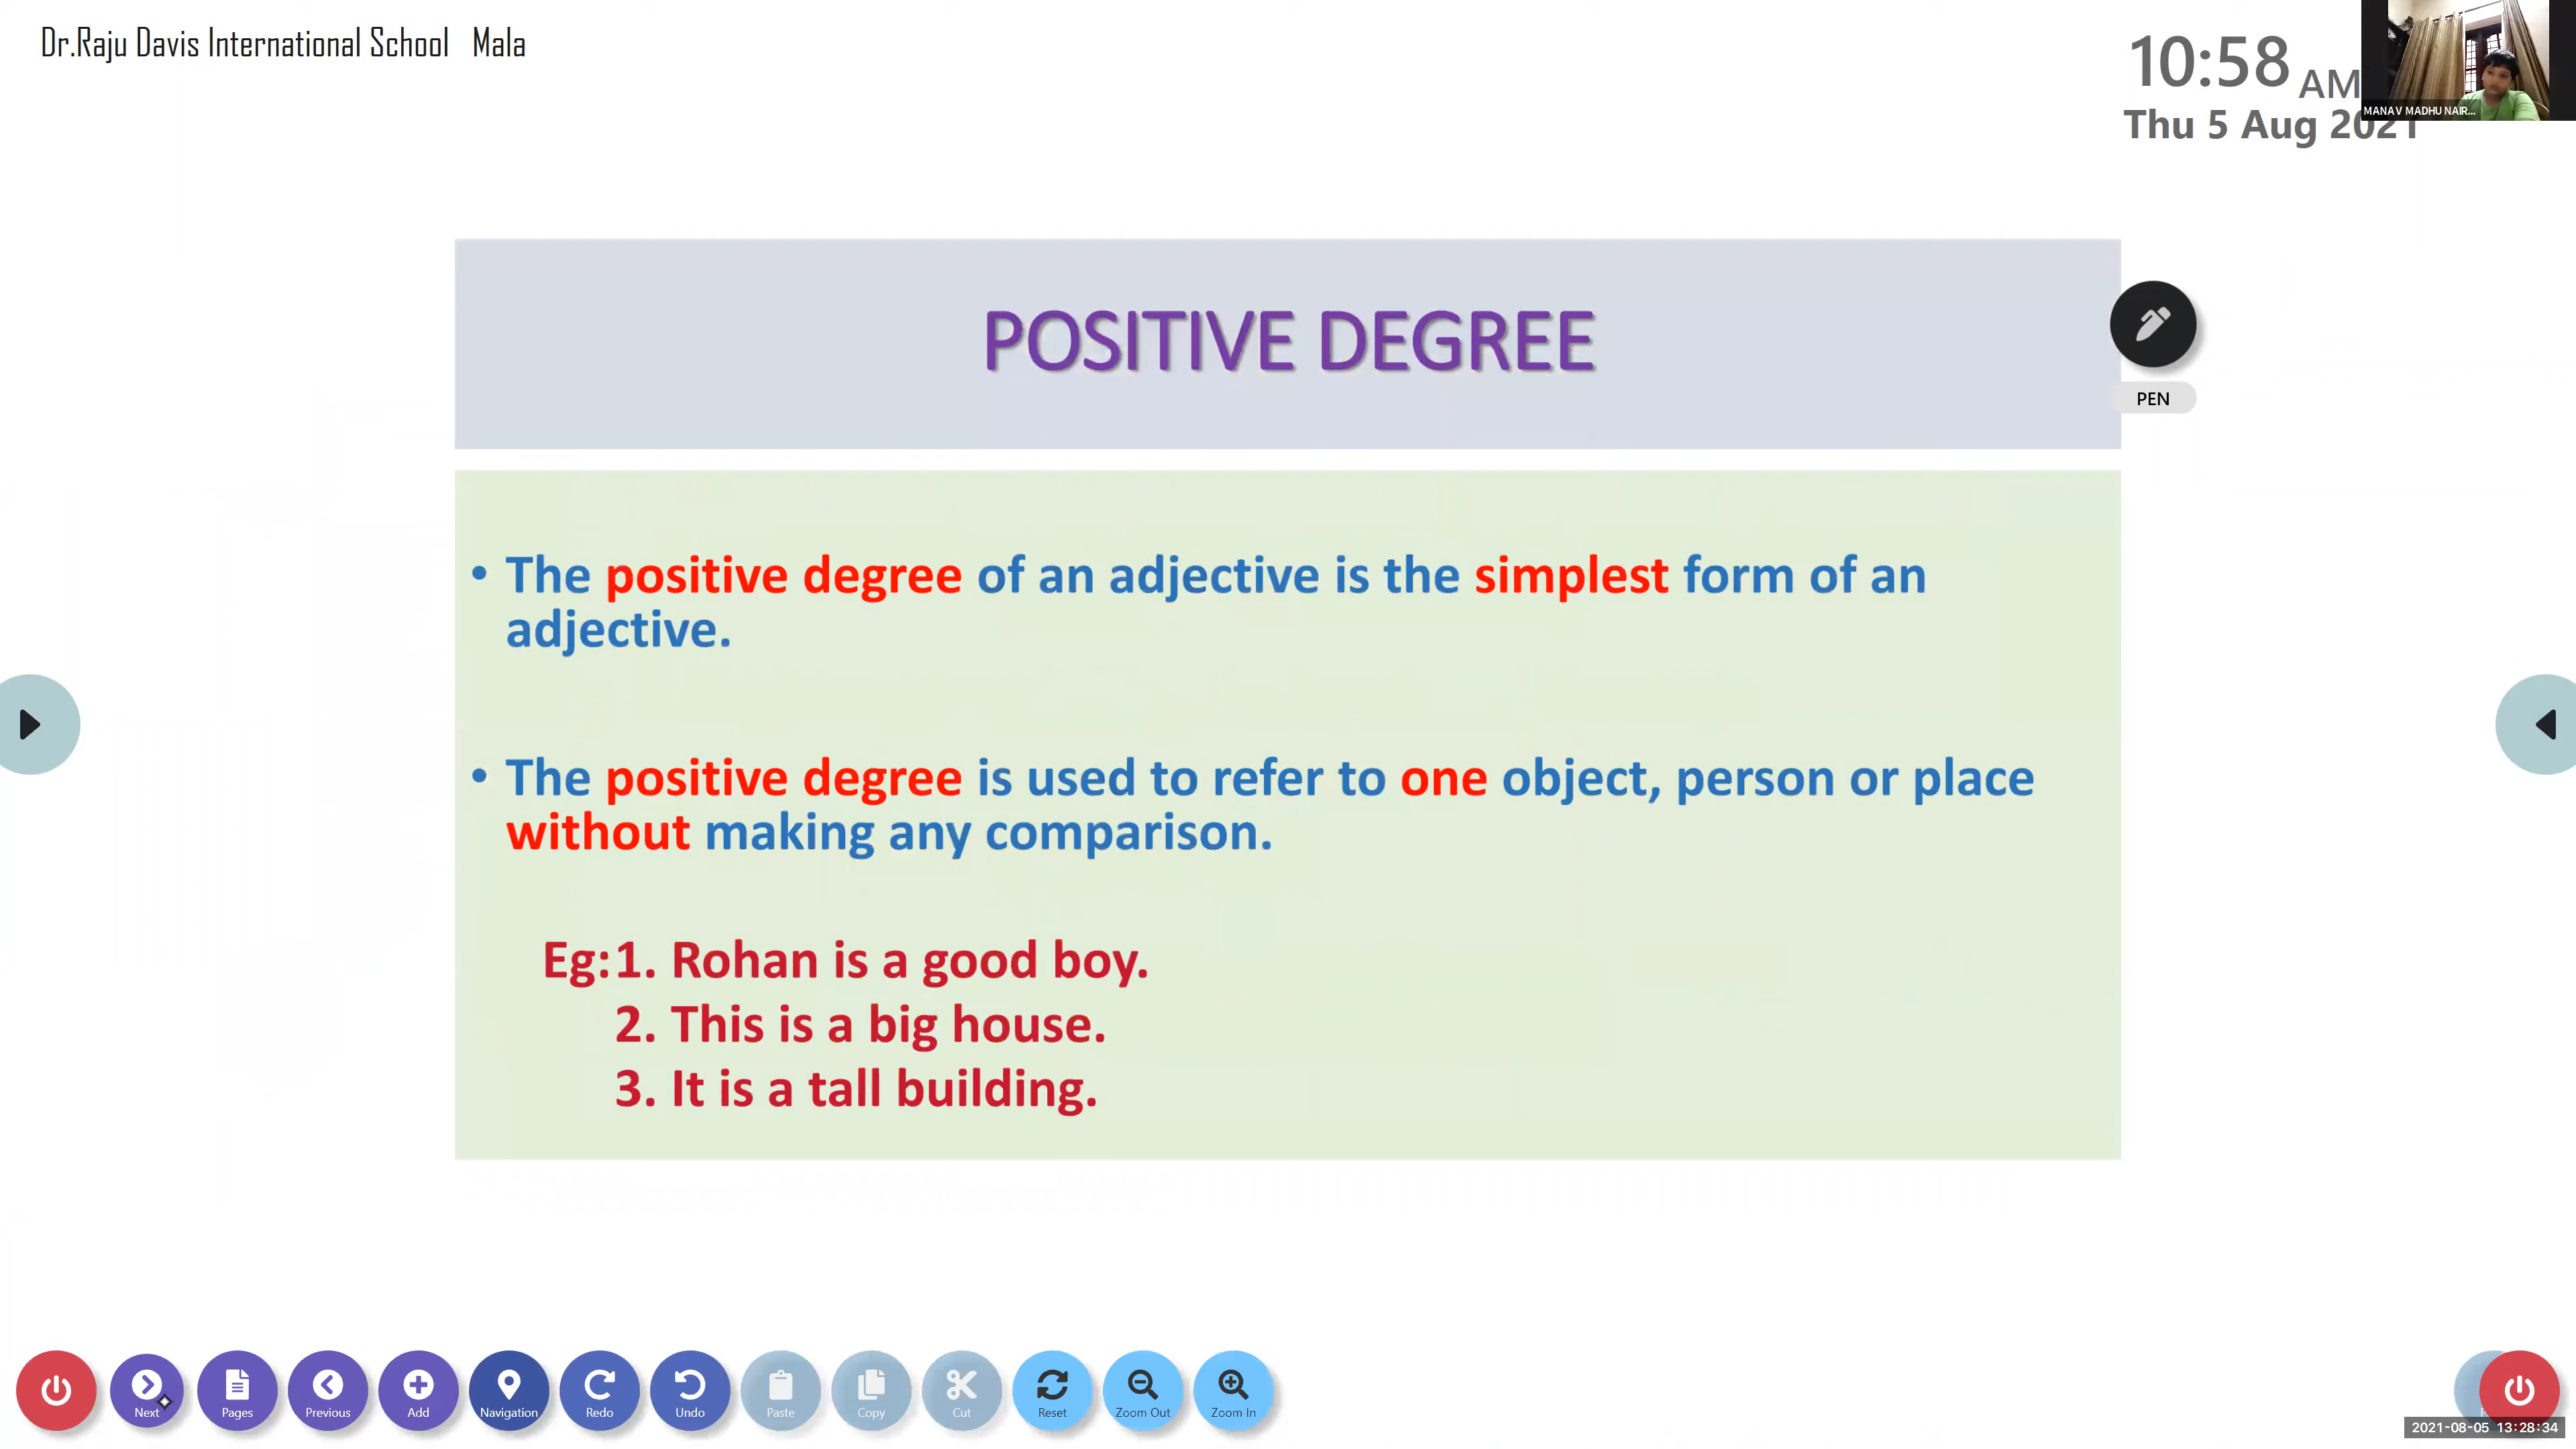 Dr.Raju Davis International School Mala
10:58 AM
Thu 5 Aug 2021
MANAV MADHU NAIR...
POSITIVE DEGREE
PEN
• The positive degree of an adjective is the simplest form of an
adjective.
• The positive degree is used to refer to one object, person or place
without making any comparison.
Eg:1. Rohan is a good boy.
2. This is a big house.
3. It is a tall building.
Next
Pages
Previous
Add
Navigation
Redo
Undo
Paste
Copy
Cut
Reset
Zoom Out
Zoom In
2021-08-05 13:28:34